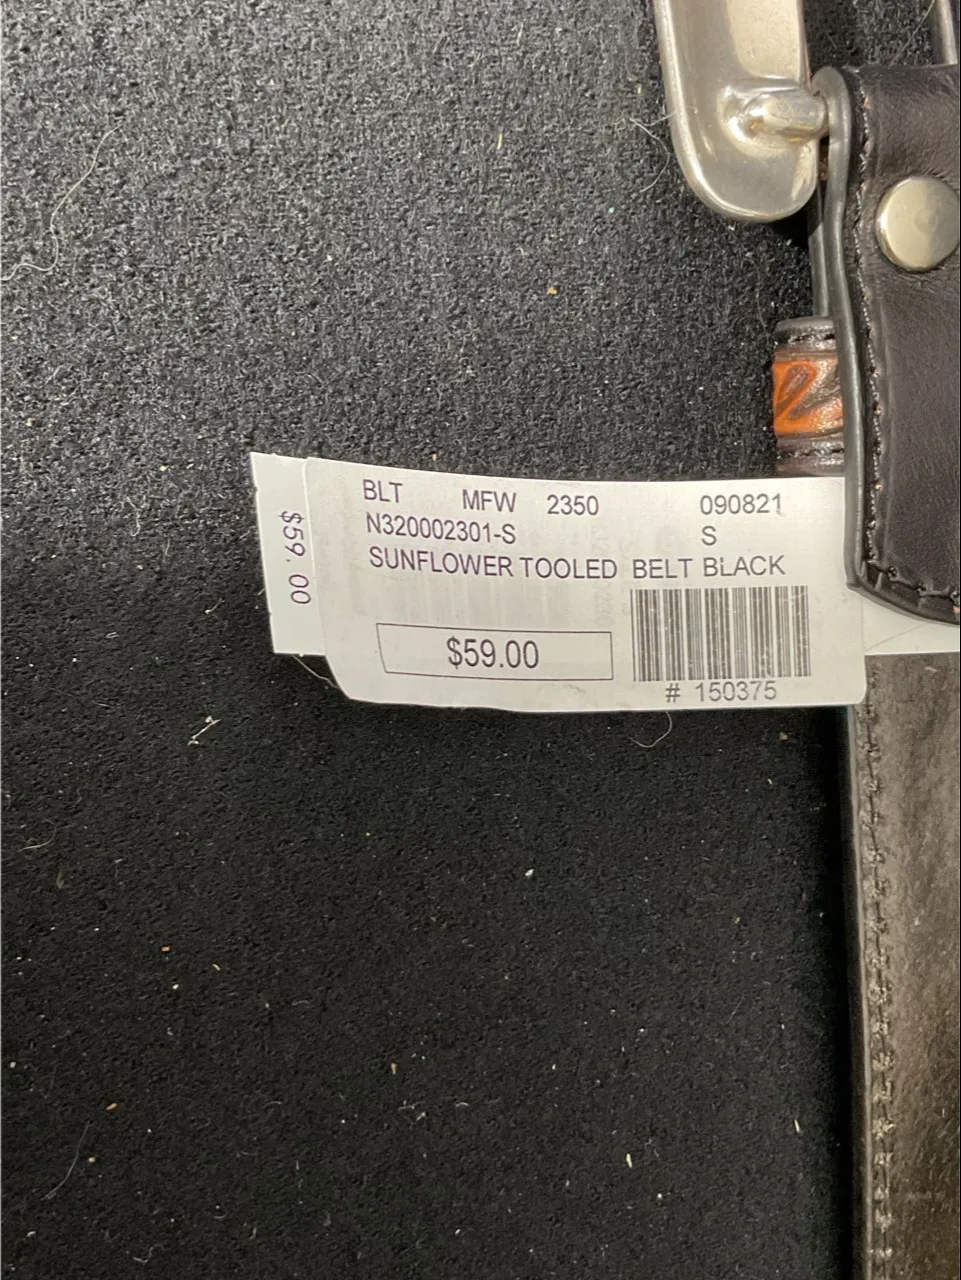 BLT MFW 2350 090821
N320002301-S S
SUNFLOWER TOOLED BELT BLACK
$59.00
# 150375
$59.00